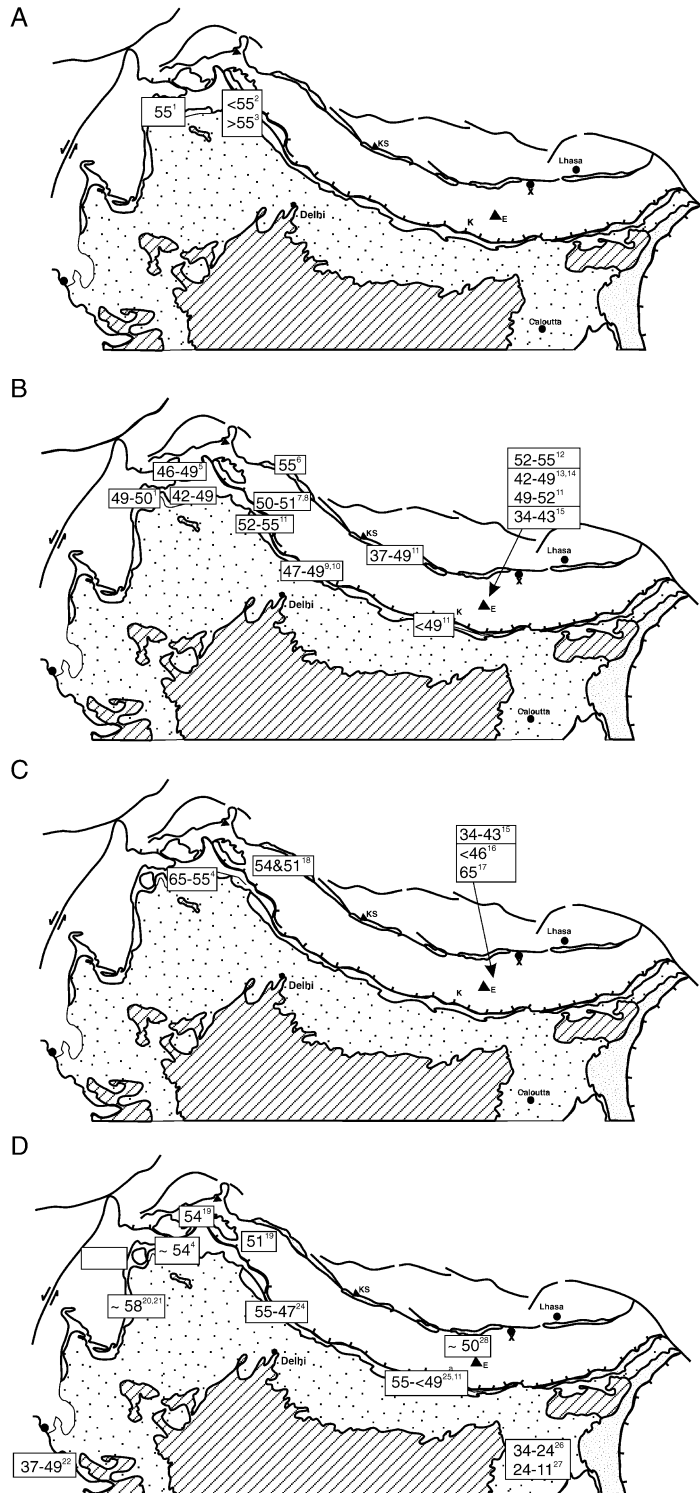 A
55¹
<55²
>55³
KS
Lhasa
K
E
Delhi
Calcutta
B
46-49⁵
55⁶
49-50¹
42-49
50-51⁷,⁸
52-55¹¹
52-55¹²
42-49¹³,¹⁴
49-52¹¹
34-43¹⁵
KS
37-49¹¹
Lhasa
47-49⁹,¹⁰
Delhi
K
E
<49¹¹
Calcutta
C
34-43¹⁵
<46¹⁶
65¹⁷
65-55⁴
54&51¹⁸
KS
Lhasa
Delhi
K
E
Calcutta
D
54¹⁹
~ 54⁴
51¹⁹
~ 58²⁰,²¹
55-47²⁴
KS
Lhasa
~ 50²⁸
E
Delhi
55-<49²⁵,¹¹
37-49²²
34-24²⁶
24-11²⁷